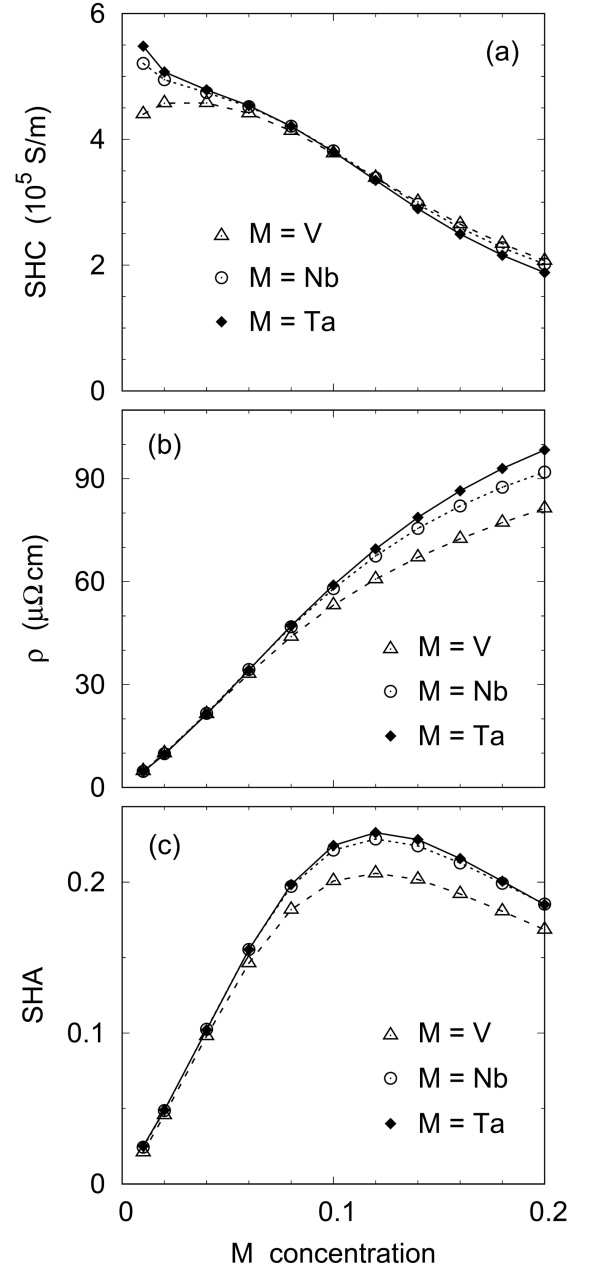 6
(a)
4
SHC (10⁵ S/m)
M = V
M = Nb
M = Ta
2
0
(b)
90
60
ρ (μΩcm)
M = V
M = Nb
30
M = Ta
0
(c)
0.2
SHA
0.1
M = V
M = Nb
M = Ta
0
0 0.1 0.2
M concentration